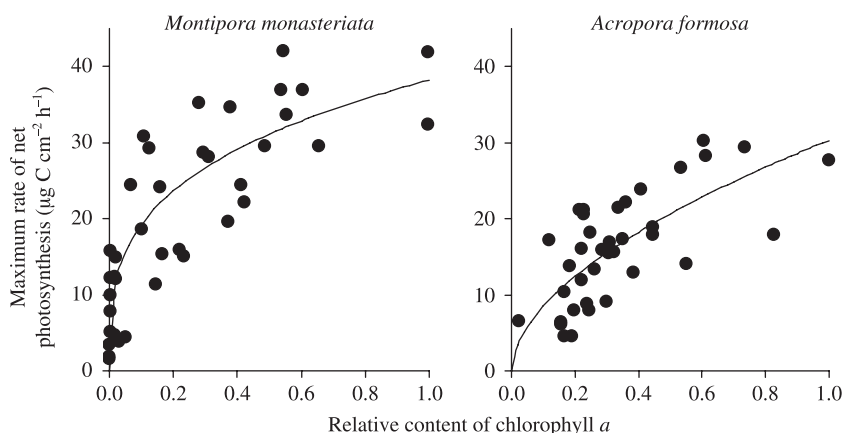 Montipora monasteriata
Acropora formosa
Maximum rate of net
photosynthesis (μg C cm⁻² h⁻¹)
40
30
20
10
0
40
30
20
10
0
0.0 0.2 0.4 0.6 0.8 1.0
0.0 0.2 0.4 0.6 0.8 1.0
Relative content of chlorophyll a